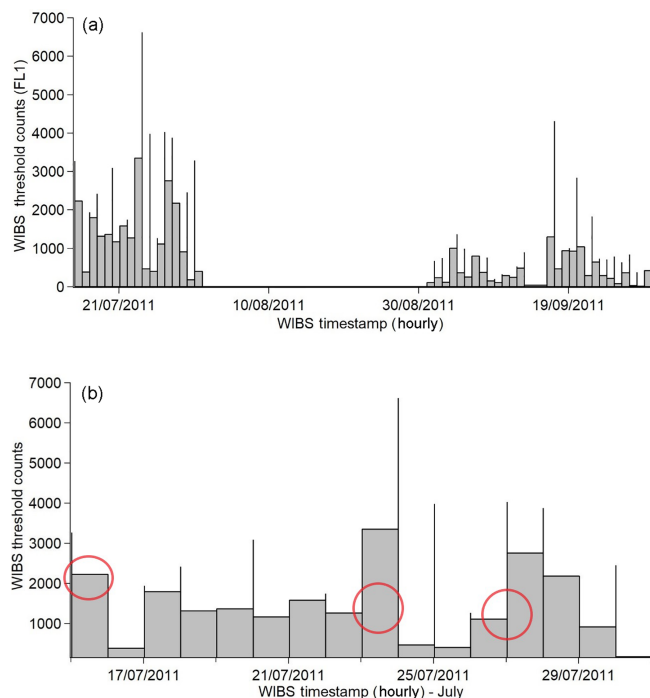 (a)
7000
6000
5000
4000
3000
2000
1000
0
WIBS threshold counts (FL1)
21/07/2011 10/08/2011 30/08/2011 19/09/2011
WIBS timestamp (hourly)
(b)
7000
6000
5000
4000
3000
2000
1000
WIBS threshold counts
17/07/2011 21/07/2011 25/07/2011 29/07/2011
WIBS timestamp (hourly) - July